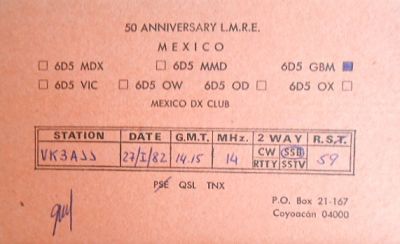 50 ANNIVERSARY L.M.R.E.
MEXICO
6D5 MDX 6D5 MMD 6D5 GBM
6D5 VIC 6D5 OW 6D5 OD 6D5 OX
MEXICO DX CLUB
STATION DATE G.M.T. MHz. 2 WAY R.S.T.
VK3AJJ 27/I/82 14.15 14 CW SSB 59
RTTY SSTV
PSE QSL TNX
P.O. Box 21-167
Coyoacán 04000